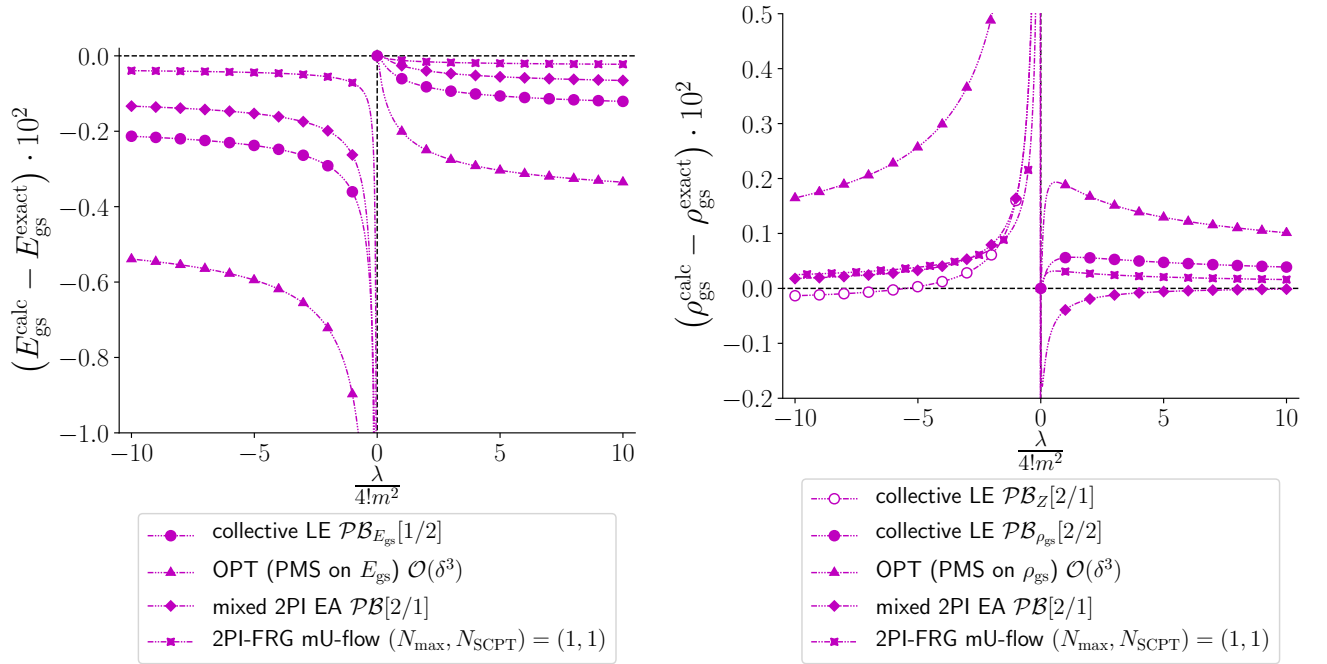 (E_gs^calc − E_gs^exact) · 10^2
0.0
−0.2
−0.4
−0.6
−0.8
−1.0
−10
−5
0
5
10
λ
4!m^2
collective LE 𝒫ℬ_{E_gs}[1/2]
OPT (PMS on E_gs) 𝒪(δ^3)
mixed 2PI EA 𝒫ℬ[2/1]
2PI-FRG mU-flow (N_max, N_SCPT) = (1, 1)
(ρ_gs^calc − ρ_gs^exact) · 10^2
0.5
0.4
0.3
0.2
0.1
0.0
−0.1
−0.2
−10
−5
0
5
10
λ
4!m^2
collective LE 𝒫ℬ_Z[2/1]
collective LE 𝒫ℬ_{ρ_gs}[2/2]
OPT (PMS on ρ_gs) 𝒪(δ^3)
mixed 2PI EA 𝒫ℬ[2/1]
2PI-FRG mU-flow (N_max, N_SCPT) = (1, 1)